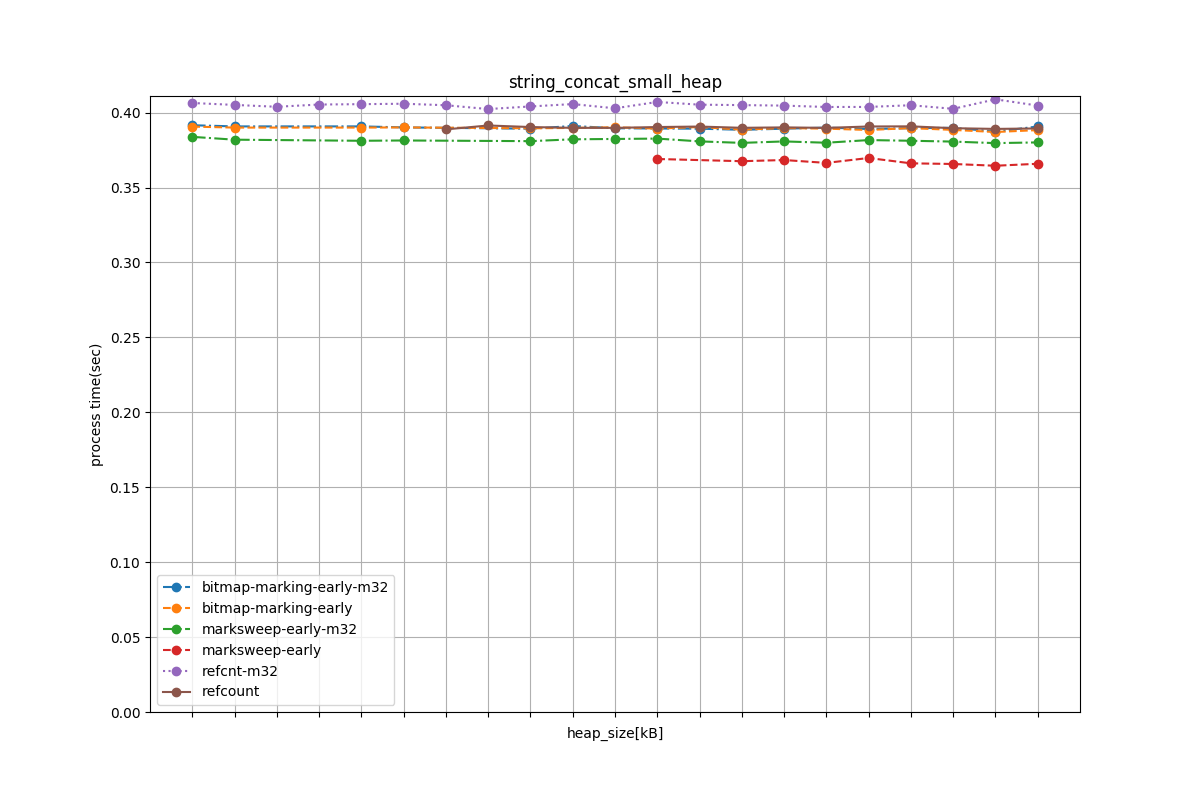 string_concat_small_heap
0.40
0.35
0.30
0.25
0.20
0.15
0.10
0.05
0.00
process time(sec)
bitmap-marking-early-m32
bitmap-marking-early
marksweep-early-m32
marksweep-early
refcnt-m32
refcount
heap_size[kB]